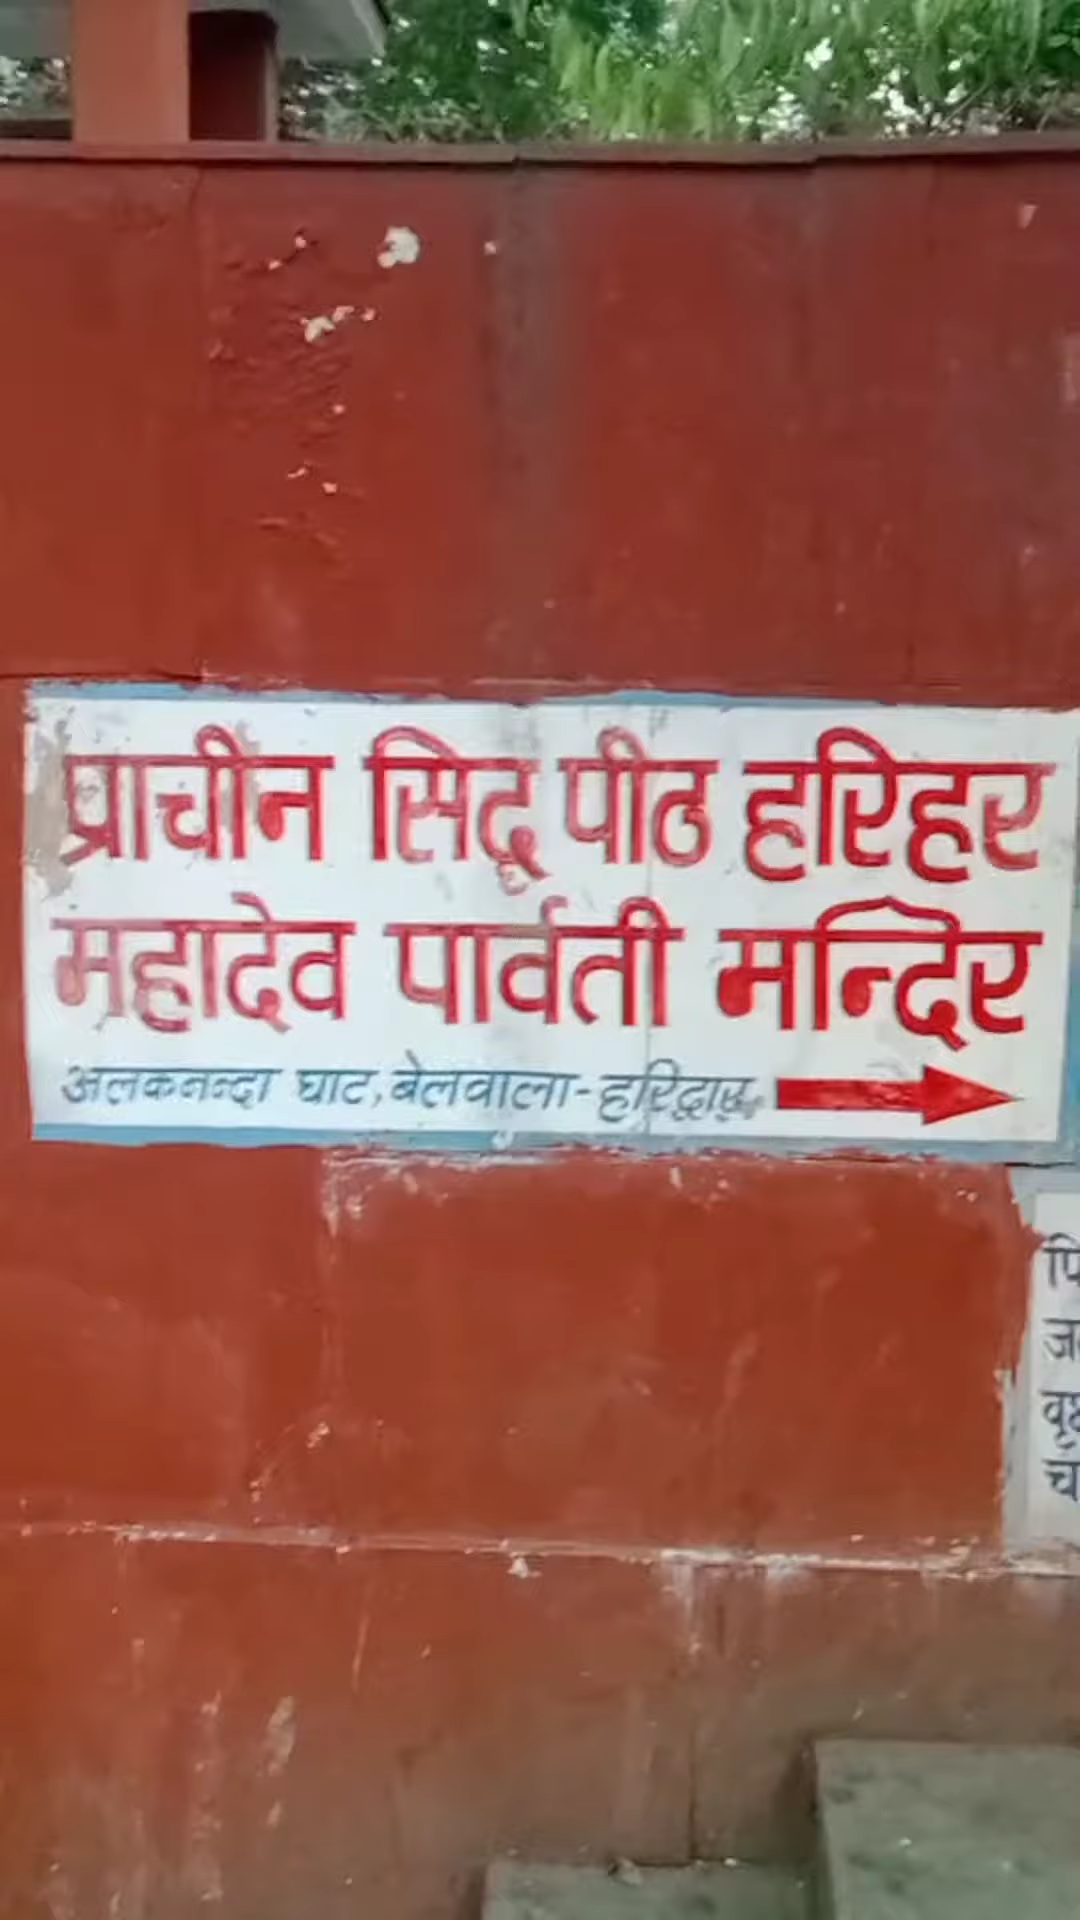 प्राचीन सिद्ध पीठ हरिहर
महादेव पार्वती मन्दिर
अलकनन्दा घाट, बेलवाला-हरिद्वार